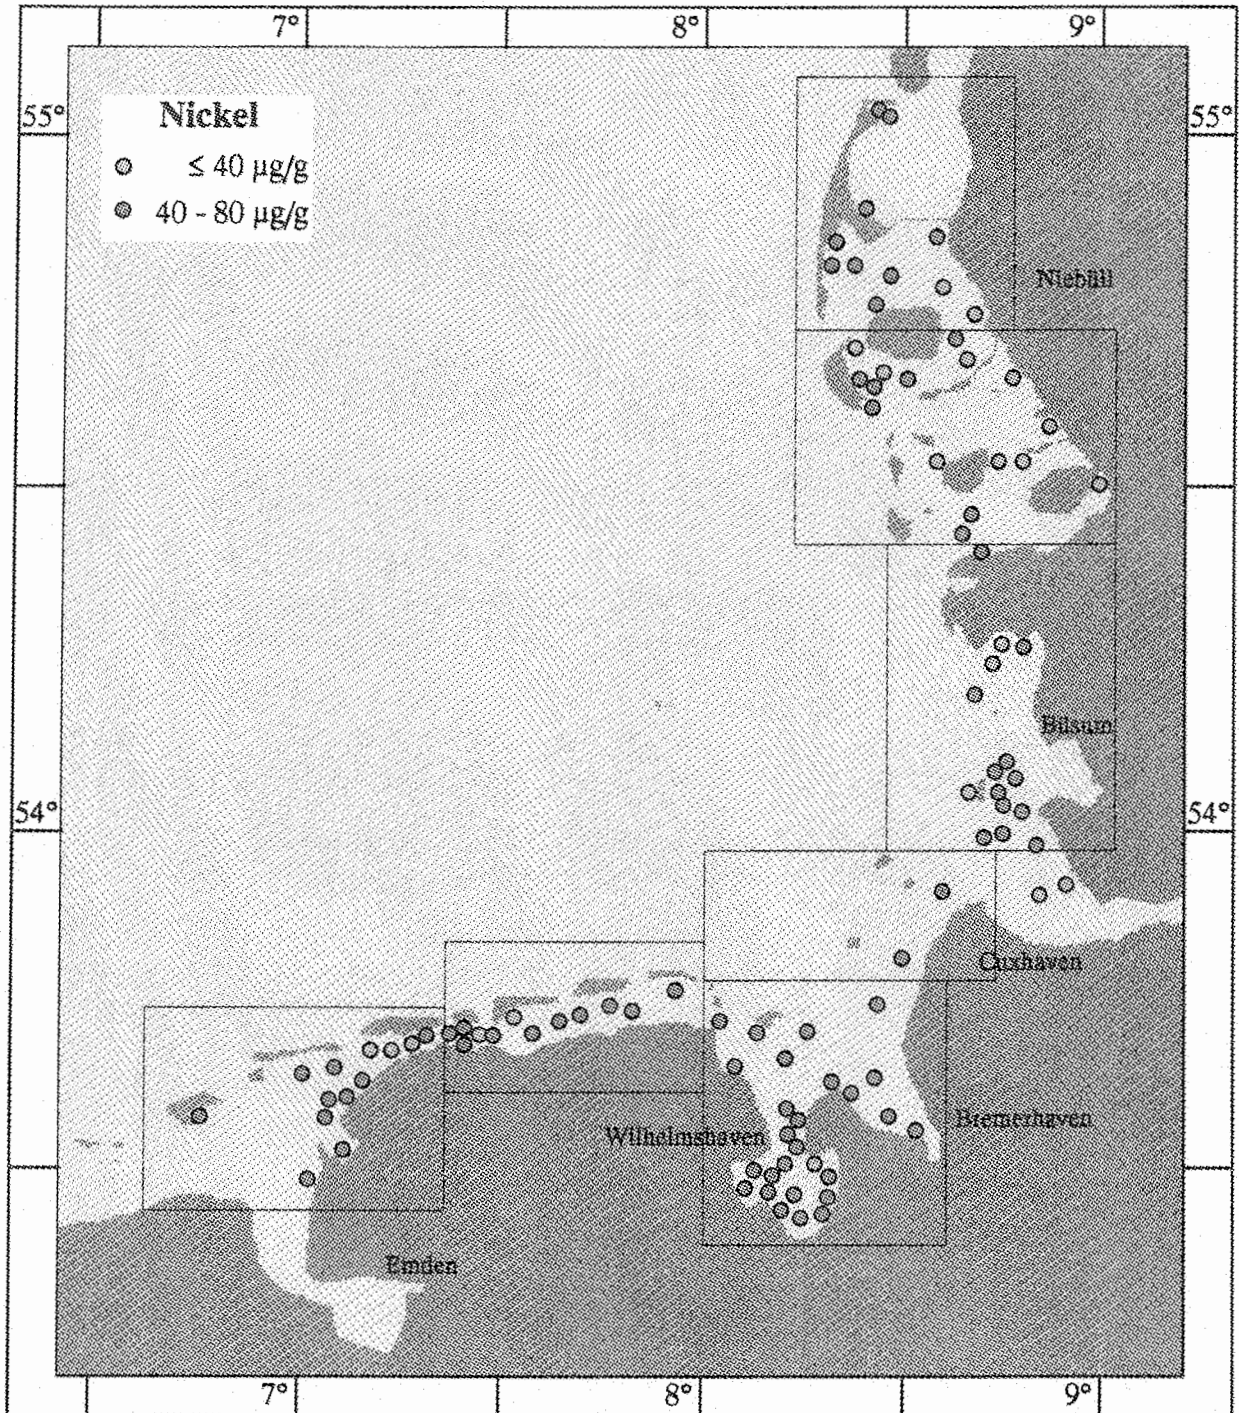 7° 8° 9°
55° 55°
Nickel
≤ 40 µg/g
40 - 80 µg/g
Niebüll
Büsum
54° 54°
Cuxhaven
Bremerhaven
Wilhelmshaven
Emden
7° 8° 9°